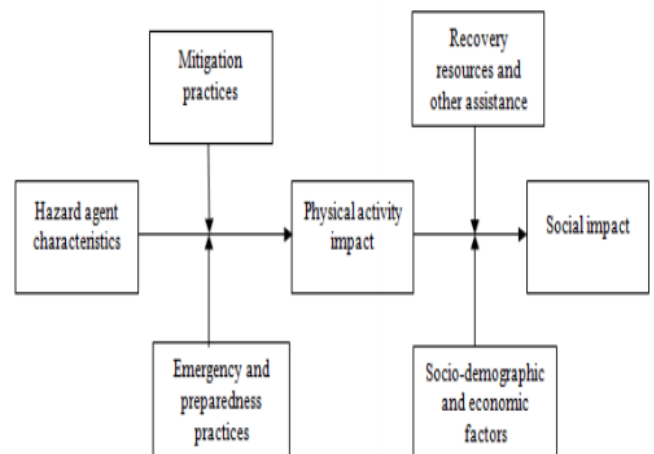 Mitigation
practices
Recovery
resources and
other assistance
Hazard agent
characteristics
Physical activity
impact
Social impact
Emergency and
preparedness
practices
Socio-demographic
and economic
factors